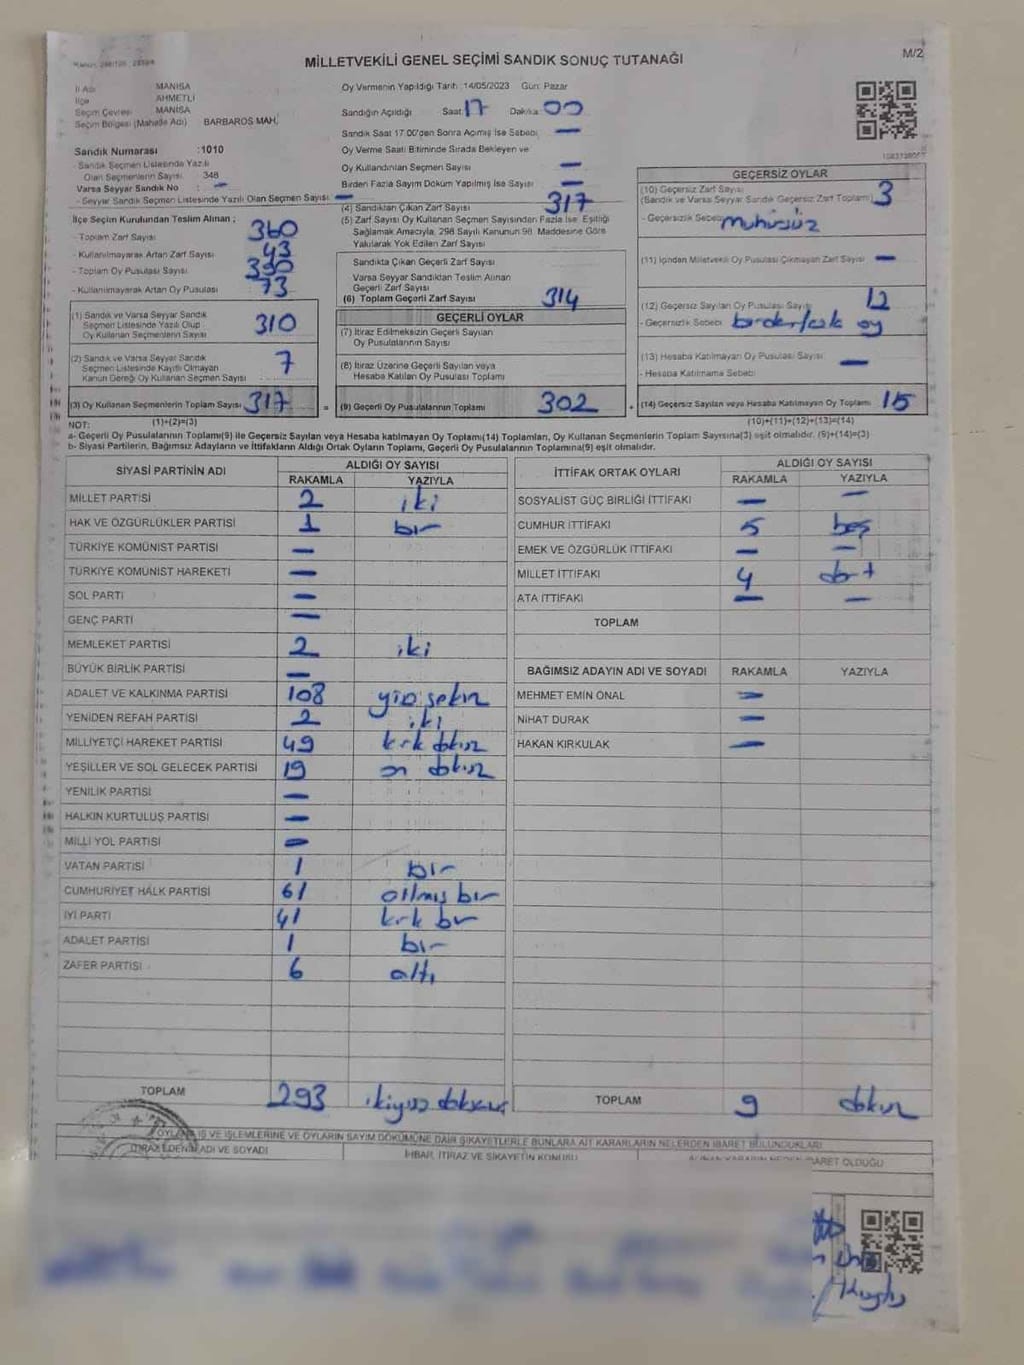 MİLLETVEKİLİ GENEL SEÇİMİ SANDIK SONUÇ TUTANAĞI
M/2
İl Adı MANİSA
İlçe AHMETLİ
Seçim Çevresi MANİSA
Seçim Bölgesi (Mahalle Adı) BARBAROS MAH.
Sandık Numarası :1010
- Sandık Seçmen Listesinde Yazılı
Olan Seçmenlerin Sayısı 348
Varsa Seyyar Sandık No : —
- Seyyar Sandık Seçmen Listesinde Yazılı Olan Seçmen Sayısı: —
İlçe Seçim Kurulundan Teslim Alınan ;
- Toplam Zarf Sayısı 360
- Kullanılmayarak Artan Zarf Sayısı 43
- Toplam Oy Pusulası Sayısı
- Kullanılmayarak Artan Oy Pusulası 73
(1) Sandık ve Varsa Seyyar Sandık
Seçmen Listesinde Yazılı Olup
Oy Kullanan Seçmenlerin Sayısı 310
(2) Sandık ve Varsa Seyyar Sandık
Seçmen Listesinde Kayıtlı Olmayan
Kanun Gereği Oy Kullanan Seçmen Sayısı 7
(3) Oy Kullanan Seçmenlerin Toplam Sayısı 317
(1)+(2)=(3)
Oy Vermenin Yapıldığı Tarih :14/05/2023 Gün: Pazar
Sandığın Açıldığı Saat 17 Dakika: 00
Sandık Saat 17.00'den Sonra Açılmış İse Sebebi —
Oy Verme Saati Bitiminde Sırada Bekleyen ve
Oy Kullandırılan Seçmen Sayısı —
Birden Fazla Sayım Döküm Yapılmış İse Sayısı —
(4) Sandıktan Çıkan Zarf Sayısı 317
(5) Zarf Sayısı Oy Kullanan Seçmen Sayısından Fazla İse, Eşitliği
Sağlamak Amacıyla, 298 Sayılı Kanunun 98. Maddesine Göre
Yakılarak Yok Edilen Zarf Sayısı
Sandıkta Çıkan Geçerli Zarf Sayısı
Varsa Seyyar Sandıktan Teslim Alınan
Geçerli Zarf Sayısı
(6) Toplam Geçerli Zarf Sayısı 314
GEÇERLİ OYLAR
(7) İtiraz Edilmeksizin Geçerli Sayılan
Oy Pusulalarının Sayısı
(8) İtiraz Üzerine Geçerli Sayılan veya
Hesaba Katılan Oy Pusulası Toplamı
= (9) Geçerli Oy Pusulalarının Toplamı 302
GEÇERSİZ OYLAR
(10) Geçersiz Zarf Sayısı
(Sandık ve Varsa Seyyar Sandık Geçersiz Zarf Toplamı) 3
- Geçersizlik Sebebi mühürsüz
(11) İçinden Milletvekili Oy Pusulası Çıkmayan Zarf Sayısı —
(12) Geçersiz Sayılan Oy Pusulası Sayısı 12
- Geçersizlik Sebebi birden fazla oy
(13) Hesaba Katılmayan Oy Pusulası Sayısı —
- Hesaba Katılmama Sebebi
+ (14) Geçersiz Sayılan veya Hesaba Katılmayan Oy Toplamı 15
(10)+(11)+(12)+(13)=(14)
NOT:
a- Geçerli Oy Pusulalarının Toplamı(9) ile Geçersiz Sayılan veya Hesaba katılmayan Oy Toplamı(14) Toplamları, Oy Kullanan Seçmenlerin Toplam Sayısına(3) eşit olmalıdır. (9)+(14)=(3)
b- Siyasi Partilerin, Bağımsız Adayların ve İttifakların Aldığı Ortak Oyların Toplamı, Geçerli Oy Pusulalarının Toplamına(9) eşit olmalıdır.
SİYASİ PARTİNİN ADI ALDIĞI OY SAYISI
RAKAMLA YAZIYLA
MİLLET PARTİSİ 2 iki
HAK VE ÖZGÜRLÜKLER PARTİSİ 1 bir
TÜRKİYE KOMÜNİST PARTİSİ —
TÜRKİYE KOMÜNİST HAREKETİ —
SOL PARTİ —
GENÇ PARTİ —
MEMLEKET PARTİSİ 2 iki
BÜYÜK BİRLİK PARTİSİ —
ADALET VE KALKINMA PARTİSİ 108 yüz sekiz
YENİDEN REFAH PARTİSİ 2 iki
MİLLİYETÇİ HAREKET PARTİSİ 49 kırk dokuz
YEŞİLLER VE SOL GELECEK PARTİSİ 19 on dokuz
YENİLİK PARTİSİ —
HALKIN KURTULUŞ PARTİSİ —
MİLLİ YOL PARTİSİ —
VATAN PARTİSİ 1 bir
CUMHURİYET HALK PARTİSİ 61 altmış bir
İYİ PARTİ 41 kırk bir
ADALET PARTİSİ 1 bir
ZAFER PARTİSİ 6 altı
TOPLAM 293 ikiyüz doksan
İTTİFAK ORTAK OYLARI ALDIĞI OY SAYISI
RAKAMLA YAZIYLA
SOSYALİST GÜÇ BİRLİĞİ İTTİFAKI — —
CUMHUR İTTİFAKI 5 beş
EMEK VE ÖZGÜRLÜK İTTİFAKI — —
MİLLET İTTİFAKI 4 dört
ATA İTTİFAKI — —
TOPLAM
BAĞIMSIZ ADAYIN ADI VE SOYADI RAKAMLA YAZIYLA
MEHMET EMİN ÖNAL —
NİHAT DURAK —
HAKAN KIRKULAK —
TOPLAM 9 dokuz
OYLAMA İŞ VE İŞLEMLERİNE VE OYLARIN SAYIM DÖKÜMÜNE DAİR ŞİKAYETLERLE BUNLARA AİT KARARLARIN NELERDEN İBARET BULUNDUKLARI
İTİRAZ EDENİN ADI VE SOYADI
İHBAR, İTİRAZ VE ŞİKAYETİN KONUSU